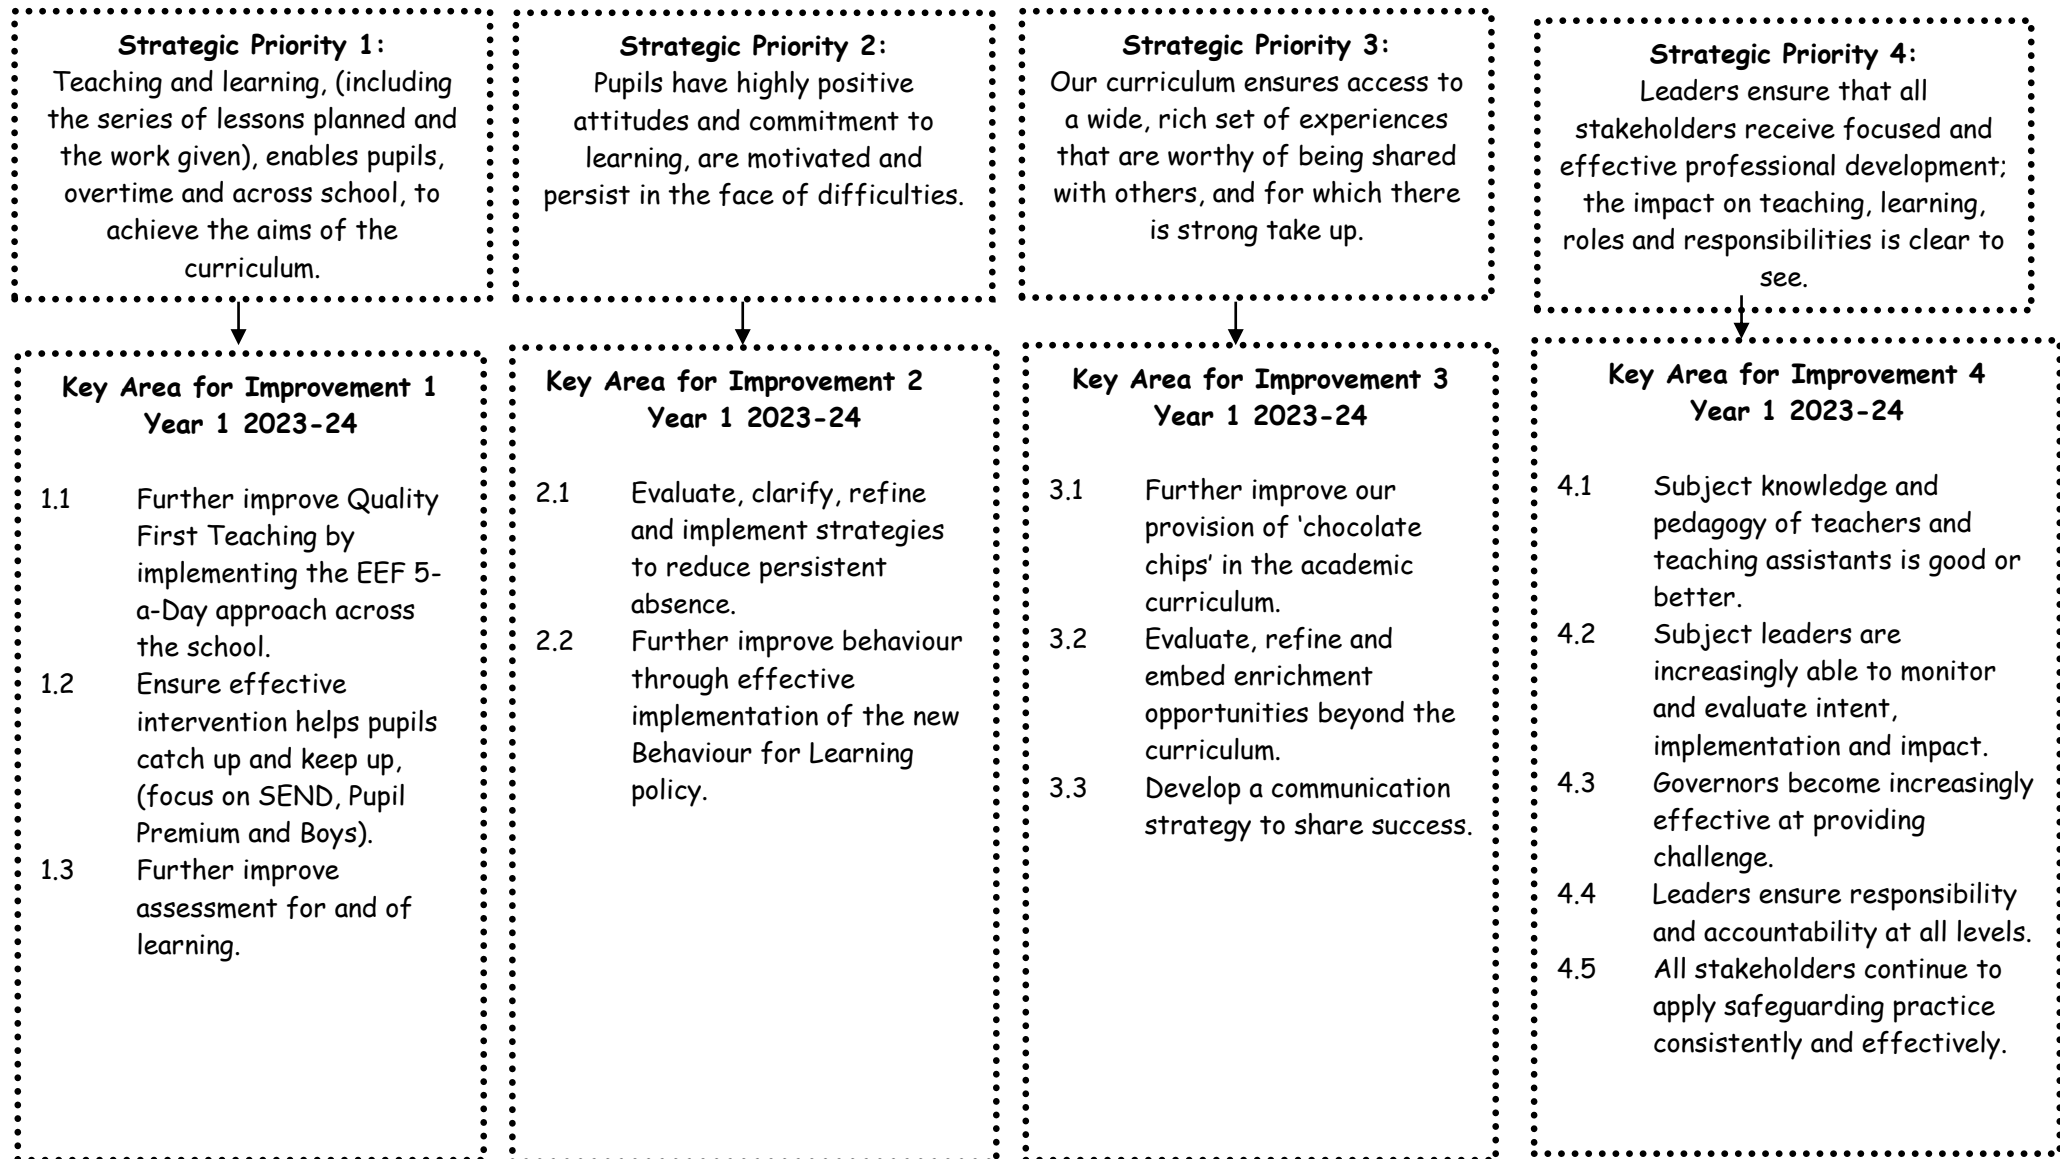 Strategic Priority 1:
Teaching and learning, (including
the series of lessons planned and
the work given), enables pupils,
overtime and across school, to
achieve the aims of the
curriculum.
Strategic Priority 2:
Pupils have highly positive
attitudes and commitment to
learning, are motivated and
persist in the face of difficulties.
Strategic Priority 3:
Our curriculum ensures access to
a wide, rich set of experiences
that are worthy of being shared
with others, and for which there
is strong take up.
Strategic Priority 4:
Leaders ensure that all
stakeholders receive focused and
effective professional development;
the impact on teaching, learning,
roles and responsibilities is clear to
see.
Key Area for Improvement 1
Year 1 2023-24
1.1 Further improve Quality
First Teaching by
implementing the EEF 5-
a-Day approach across
the school.
1.2 Ensure effective
intervention helps pupils
catch up and keep up,
(focus on SEND, Pupil
Premium and Boys).
1.3 Further improve
assessment for and of
learning.
Key Area for Improvement 2
Year 1 2023-24
2.1 Evaluate, clarify, refine
and implement strategies
to reduce persistent
absence.
2.2 Further improve behaviour
through effective
implementation of the new
Behaviour for Learning
policy.
Key Area for Improvement 3
Year 1 2023-24
3.1 Further improve our
provision of ‘chocolate
chips’ in the academic
curriculum.
3.2 Evaluate, refine and
embed enrichment
opportunities beyond the
curriculum.
3.3 Develop a communication
strategy to share success.
Key Area for Improvement 4
Year 1 2023-24
4.1 Subject knowledge and
pedagogy of teachers and
teaching assistants is good or
better.
4.2 Subject leaders are
increasingly able to monitor
and evaluate intent,
implementation and impact.
4.3 Governors become increasingly
effective at providing
challenge.
4.4 Leaders ensure responsibility
and accountability at all levels.
4.5 All stakeholders continue to
apply safeguarding practice
consistently and effectively.